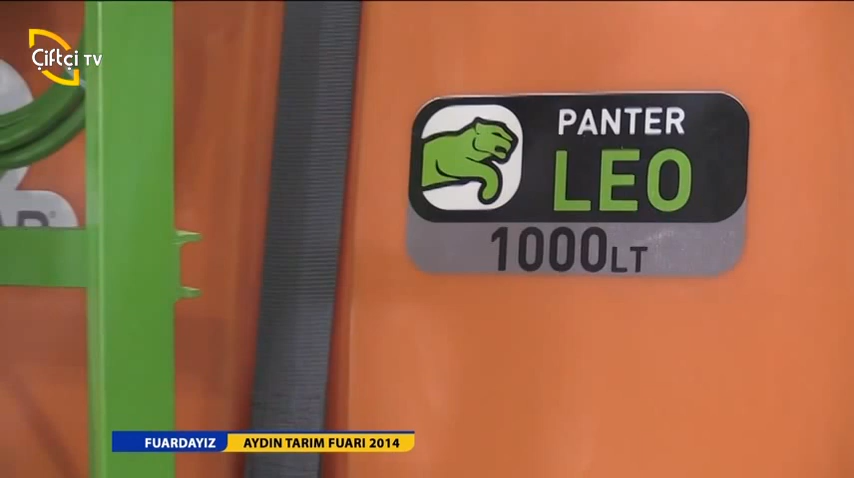 Çiftçi TV
PANTER
LEO
1000LT
FUARDAYIZ
AYDIN TARIM FUARI 2014